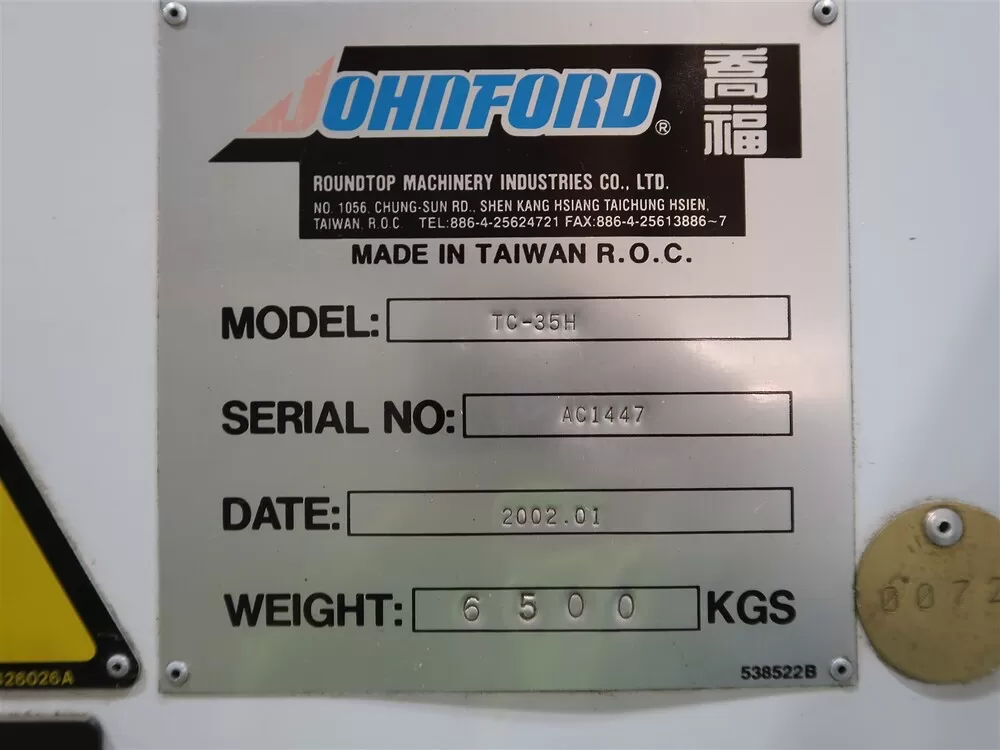 JOHNFORD®
喬福
ROUNDTOP MACHINERY INDUSTRIES CO., LTD.
NO. 1056, CHUNG-SUN RD., SHEN KANG HSIANG TAICHUNG HSIEN,
TAIWAN, R.O.C. TEL:886-4-25624721 FAX:886-4-25613886~7
MADE IN TAIWAN R.O.C.
MODEL: TC-35H
SERIAL NO: AC1447
DATE: 2002.01
WEIGHT: 6500 KGS
538522B
26026A
0072